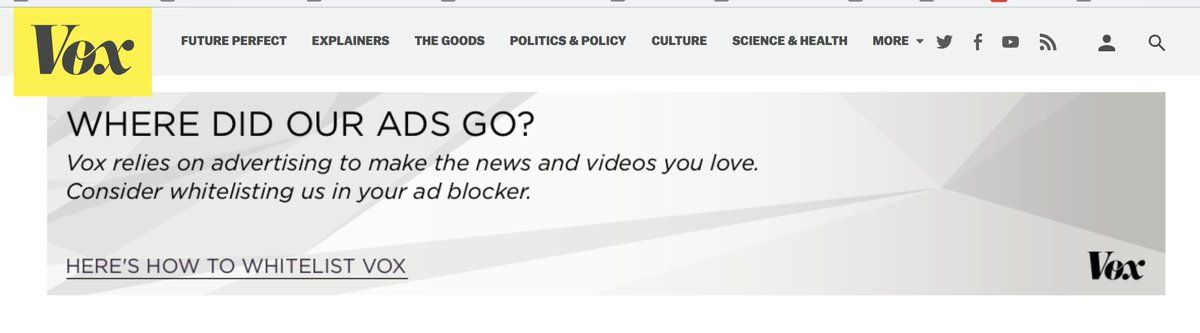 Vox
FUTURE PERFECT EXPLAINERS THE GOODS POLITICS & POLICY CULTURE SCIENCE & HEALTH MORE
WHERE DID OUR ADS GO?
Vox relies on advertising to make the news and videos you love.
Consider whitelisting us in your ad blocker.
HERE'S HOW TO WHITELIST VOX
Vox